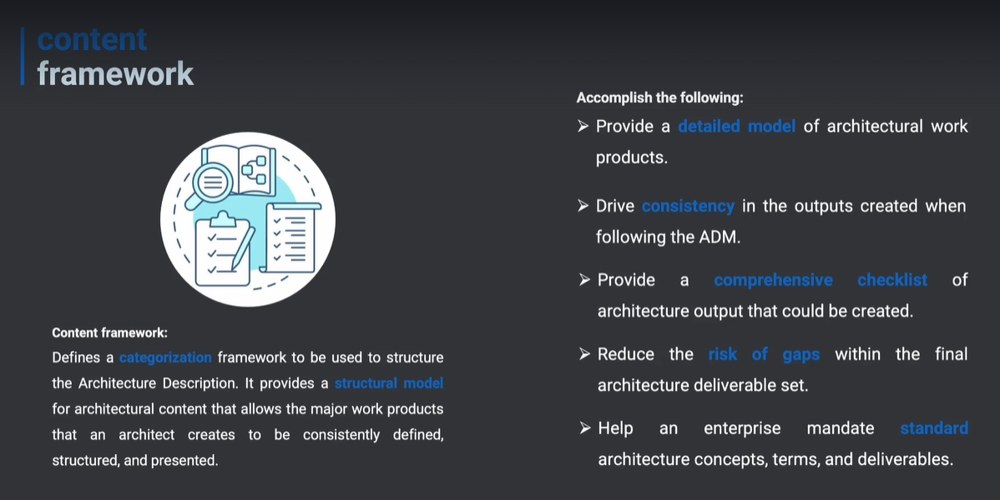 content
framework
Content framework:
Defines a categorization framework to be used to structure
the Architecture Description. It provides a structural model
for architectural content that allows the major work products
that an architect creates to be consistently defined,
structured, and presented.
Accomplish the following:
➢ Provide a detailed model of architectural work
products.
➢ Drive consistency in the outputs created when
following the ADM.
➢ Provide a comprehensive checklist of
architecture output that could be created.
➢ Reduce the risk of gaps within the final
architecture deliverable set.
➢ Help an enterprise mandate standard
architecture concepts, terms, and deliverables.